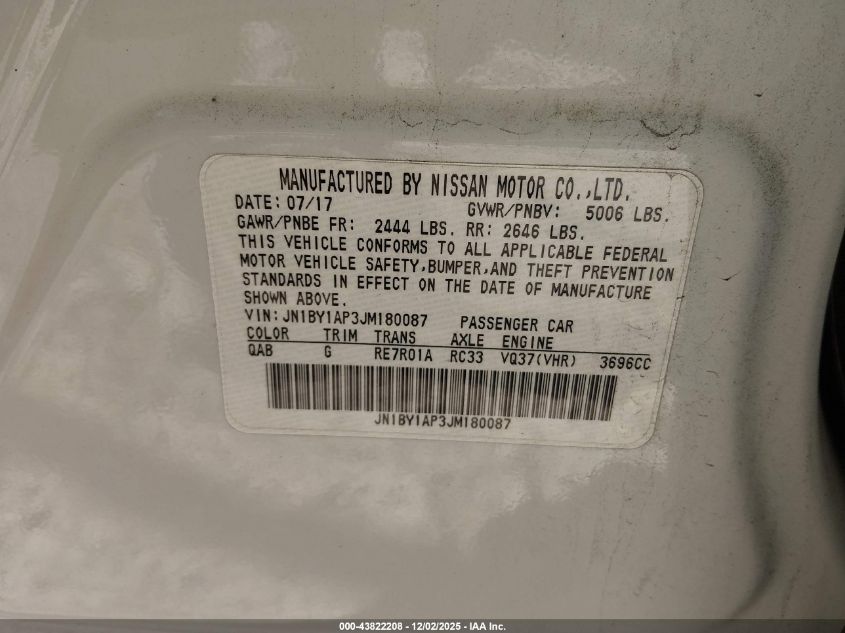 MANUFACTURED BY NISSAN MOTOR CO.,LTD.
DATE: 07/17 GVWR/PNBV: 5006 LBS.
GAWR/PNBE FR: 2444 LBS. RR: 2646 LBS.
THIS VEHICLE CONFORMS TO ALL APPLICABLE FEDERAL
MOTOR VEHICLE SAFETY,BUMPER,AND THEFT PREVENTION
STANDARDS IN EFFECT ON THE DATE OF MANUFACTURE
SHOWN ABOVE.
VIN: JN1BY1AP3JM180087 PASSENGER CAR
COLOR TRIM TRANS AXLE ENGINE
QAB G RE7R01A RC33 VQ37(VHR) 3696CC
JN1BY1AP3JM180087
000-43822208 - 12/02/2025 - IAA Inc.